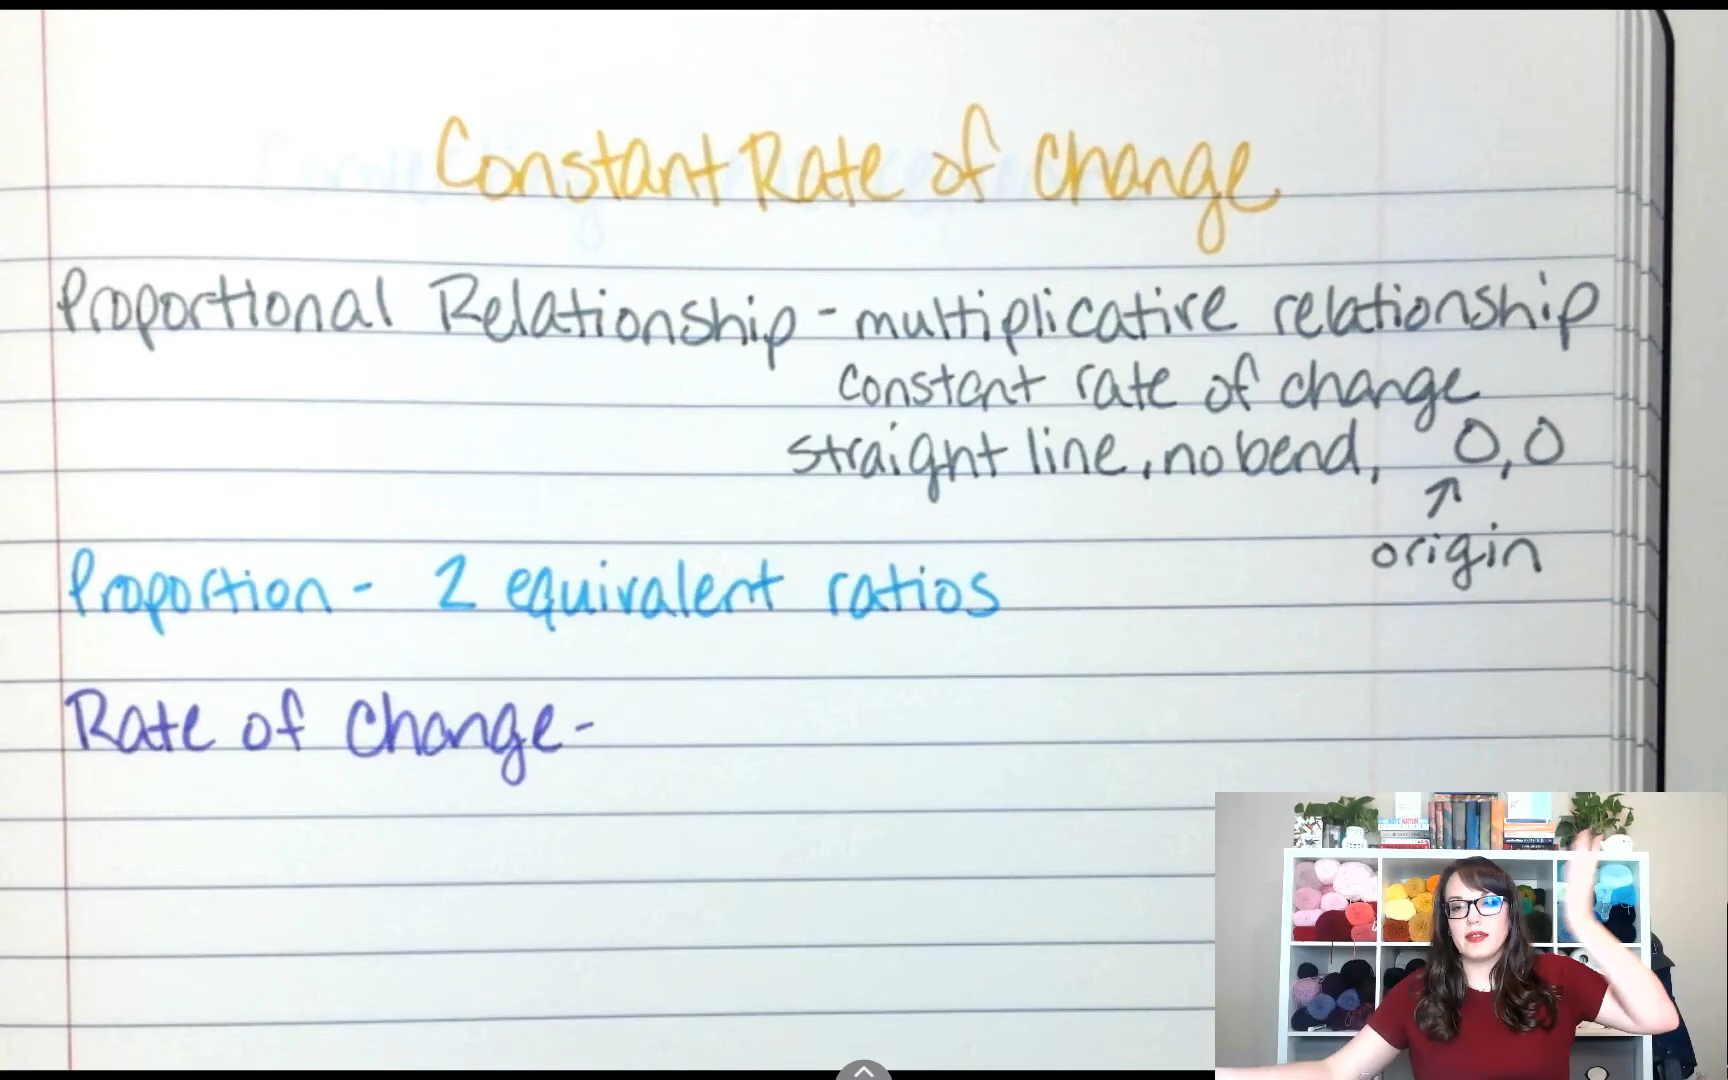 Constant Rate of Change
Proportional Relationship - multiplicative relationship
constant rate of change
straight line, no bend, 0,0
↑
origin
Proportion - 2 equivalent ratios
Rate of Change -